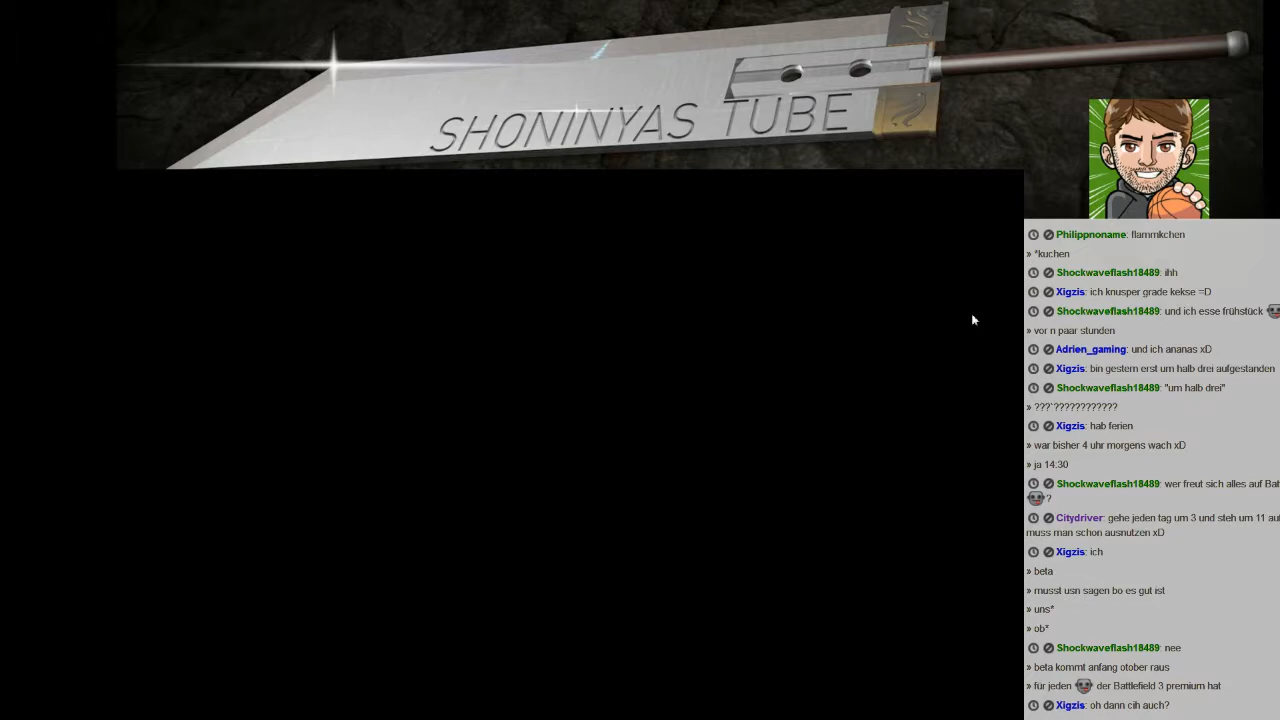 SHONINYAS TUBE
Philippnoname: flammkchen
» *kuchen
Shockwaveflash18489: ihh
Xigzis: ich knusper grade kekse =D
Shockwaveflash18489: und ich esse frühstück
» vor n paar stunden
Adrien_gaming: und ich ananas xD
Xigzis: bin gestern erst um halb drei aufgestanden
Shockwaveflash18489: "um halb drei"
» ???`????????????
Xigzis: hab ferien
» war bisher 4 uhr morgens wach xD
» ja 14:30
Shockwaveflash18489: wer freut sich alles auf Bat
?
Citydriver: gehe jeden tag um 3 und steh um 11 auf
muss man schon ausnutzen xD
Xigzis: ich
» beta
» musst usn sagen bo es gut ist
» uns*
» ob*
Shockwaveflash18489: nee
» beta kommt anfang otober raus
» für jeden der Battlefield 3 premium hat
Xigzis: oh dann cih auch?